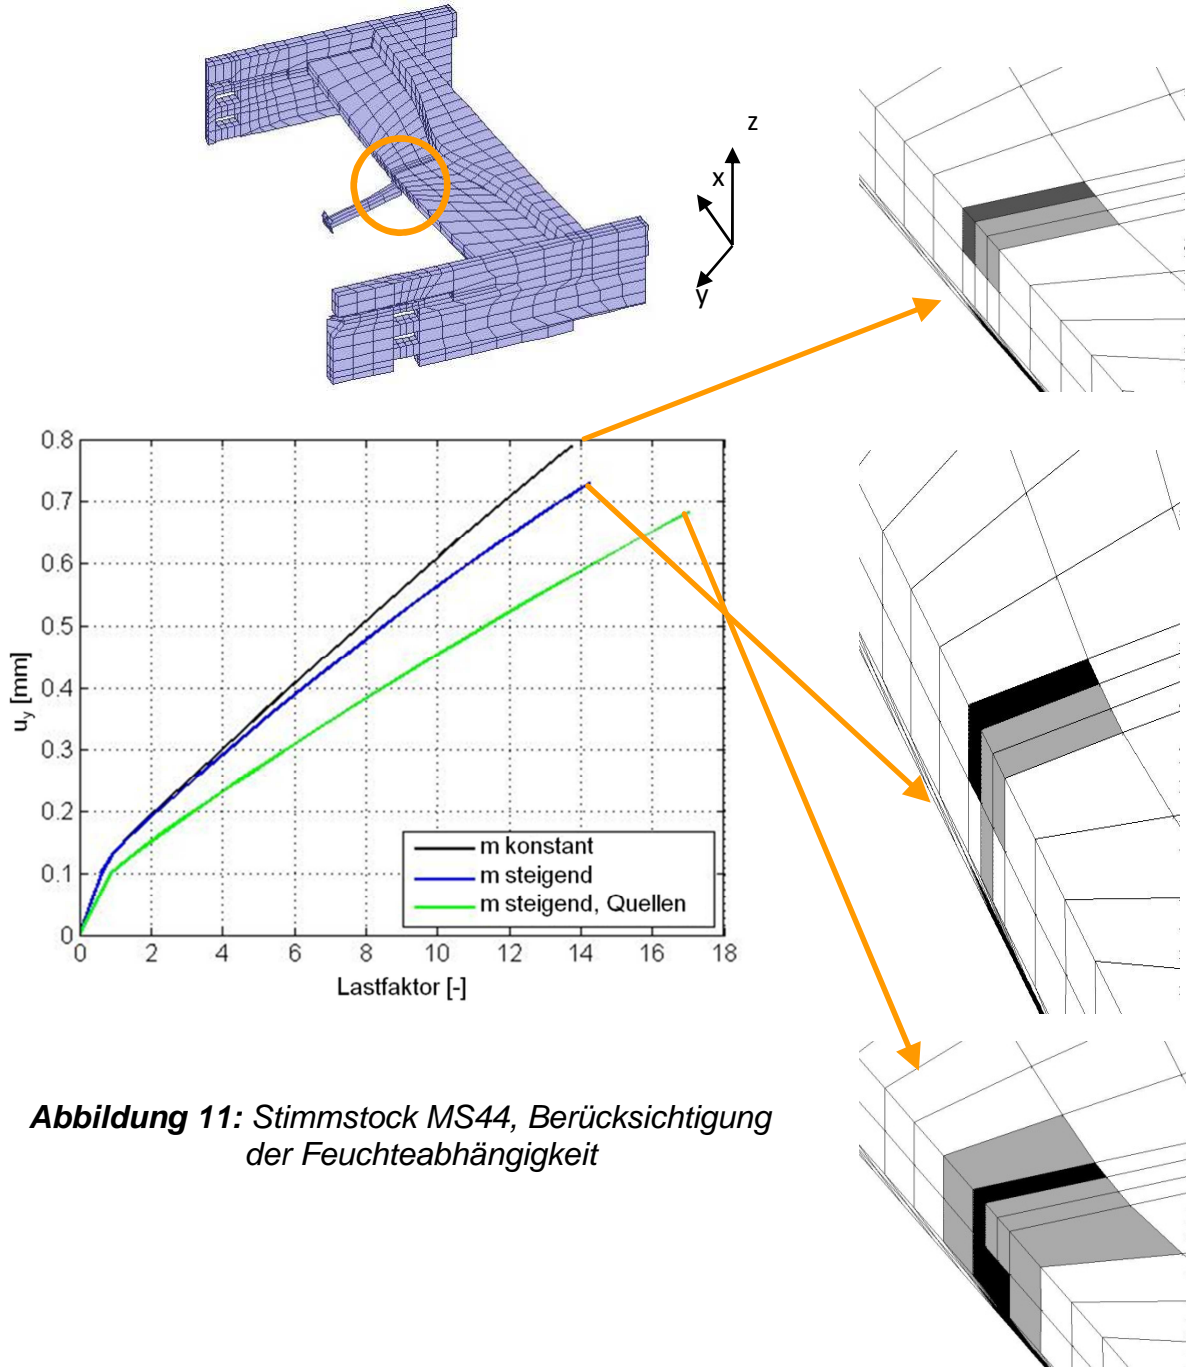 z
x
y
0.8
0.7
0.6
0.5
0.4
0.3
0.2
0.1
0
u_y [mm]
m konstant
m steigend
m steigend, Quellen
0 2 4 6 8 10 12 14 16 18
Lastfaktor [-]
Abbildung 11: Stimmstock MS44, Berücksichtigung
der Feuchteabhängigkeit